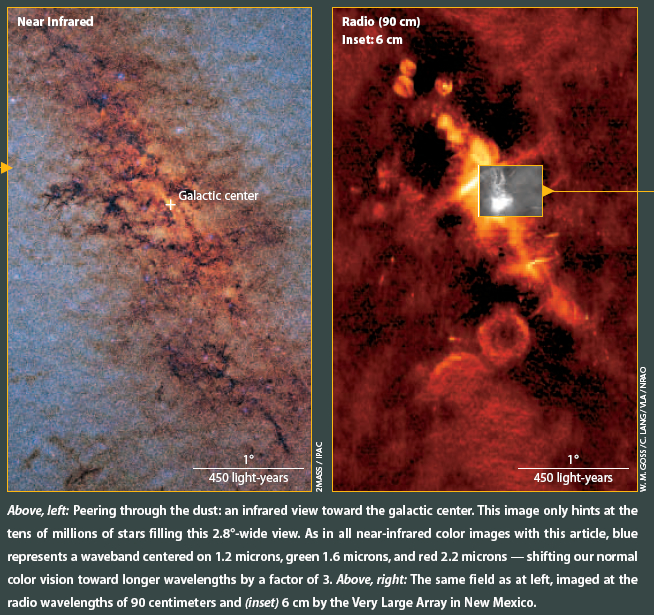 Near Infrared
Galactic center
1°
450 light-years
2MASS / IPAC
Radio (90 cm)
Inset: 6 cm
1°
450 light-years
W. M. GOSS / C. LANG / VLA / NRAO
Above, left: Peering through the dust: an infrared view toward the galactic center. This image only hints at the
tens of millions of stars filling this 2.8°-wide view. As in all near-infrared color images with this article, blue
represents a waveband centered on 1.2 microns, green 1.6 microns, and red 2.2 microns — shifting our normal
color vision toward longer wavelengths by a factor of 3. Above, right: The same field as at left, imaged at the
radio wavelengths of 90 centimeters and (inset) 6 cm by the Very Large Array in New Mexico.